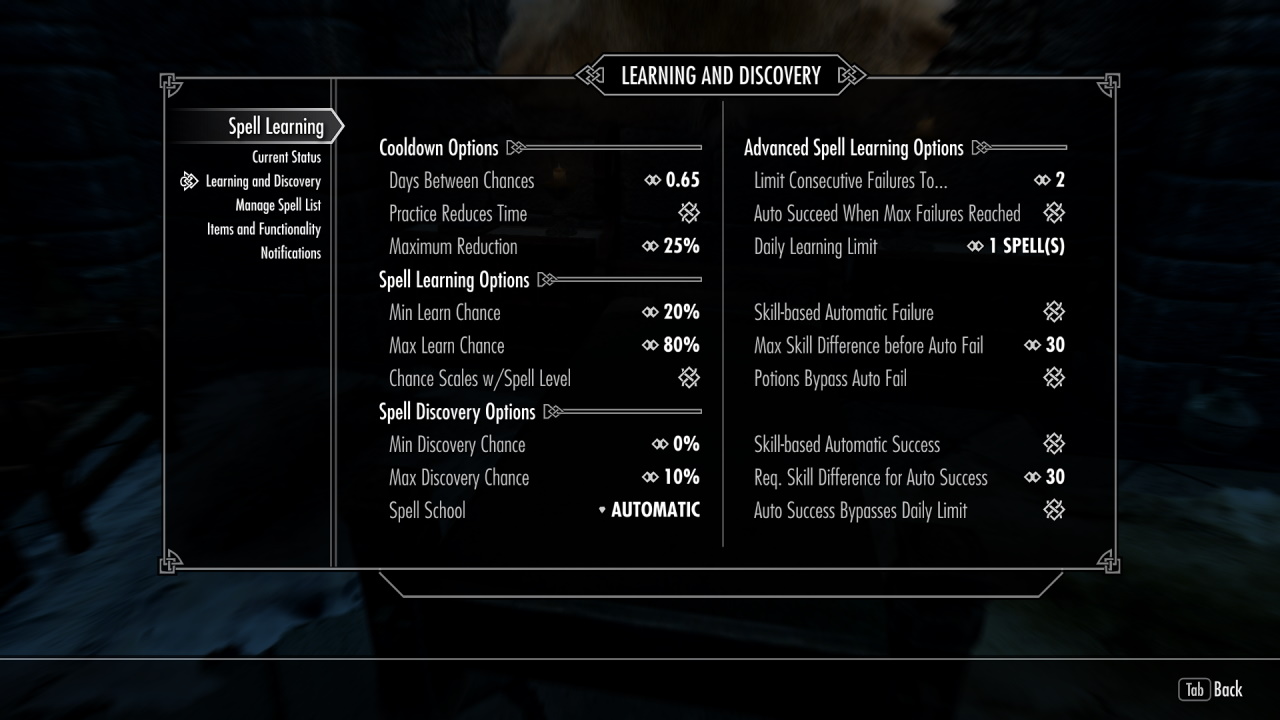 LEARNING AND DISCOVERY
Spell Learning
Current Status
Learning and Discovery
Manage Spell List
Items and Functionality
Notifications
Cooldown Options
Days Between Chances 0.65
Practice Reduces Time
Maximum Reduction 25%
Spell Learning Options
Min Learn Chance 20%
Max Learn Chance 80%
Chance Scales w/Spell Level
Spell Discovery Options
Min Discovery Chance 0%
Max Discovery Chance 10%
Spell School AUTOMATIC
Advanced Spell Learning Options
Limit Consecutive Failures To... 2
Auto Succeed When Max Failures Reached
Daily Learning Limit 1 SPELL(S)
Skill-based Automatic Failure
Max Skill Difference before Auto Fail 30
Potions Bypass Auto Fail
Skill-based Automatic Success
Req. Skill Difference for Auto Success 30
Auto Success Bypasses Daily Limit
Tab Back